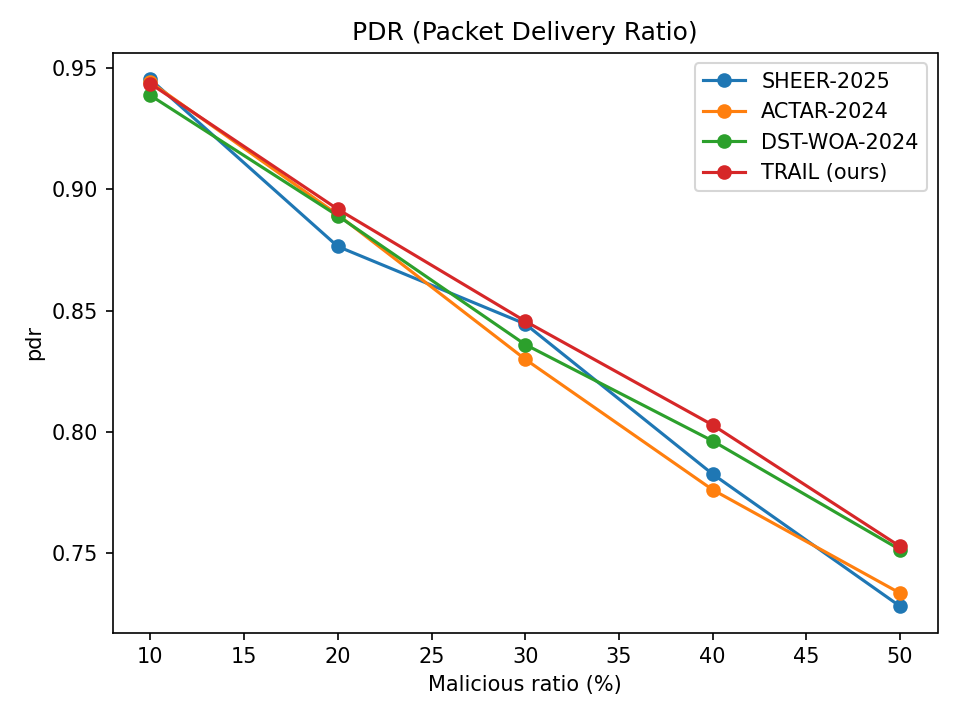 PDR (Packet Delivery Ratio)
SHEER-2025
ACTAR-2024
DST-WOA-2024
TRAIL (ours)
pdr
0.95
0.90
0.85
0.80
0.75
10 15 20 25 30 35 40 45 50
Malicious ratio (%)